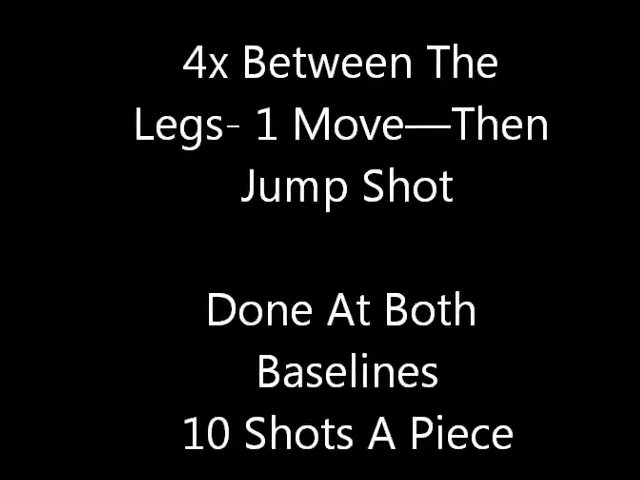 4x Between The
Legs- 1 Move—Then
Jump Shot
Done At Both
Baselines
10 Shots A Piece